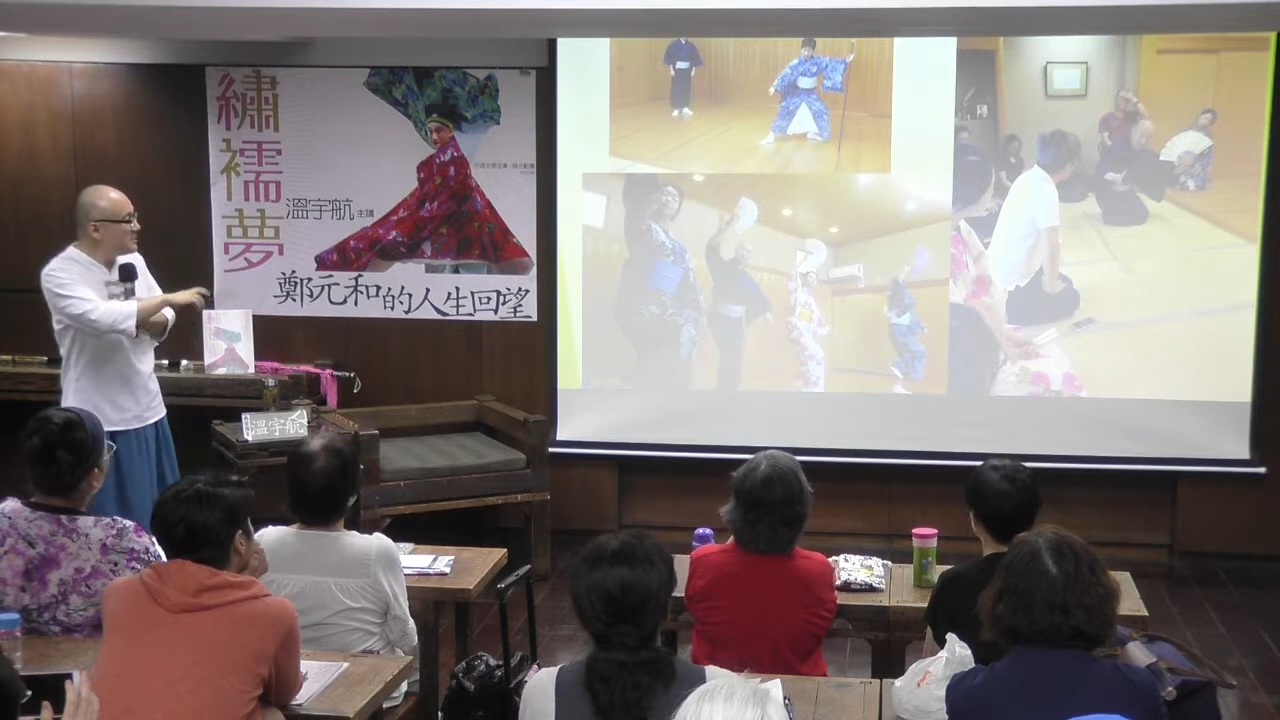 繡襦夢
溫宇航 主講
鄭元和的人生回望
溫宇航